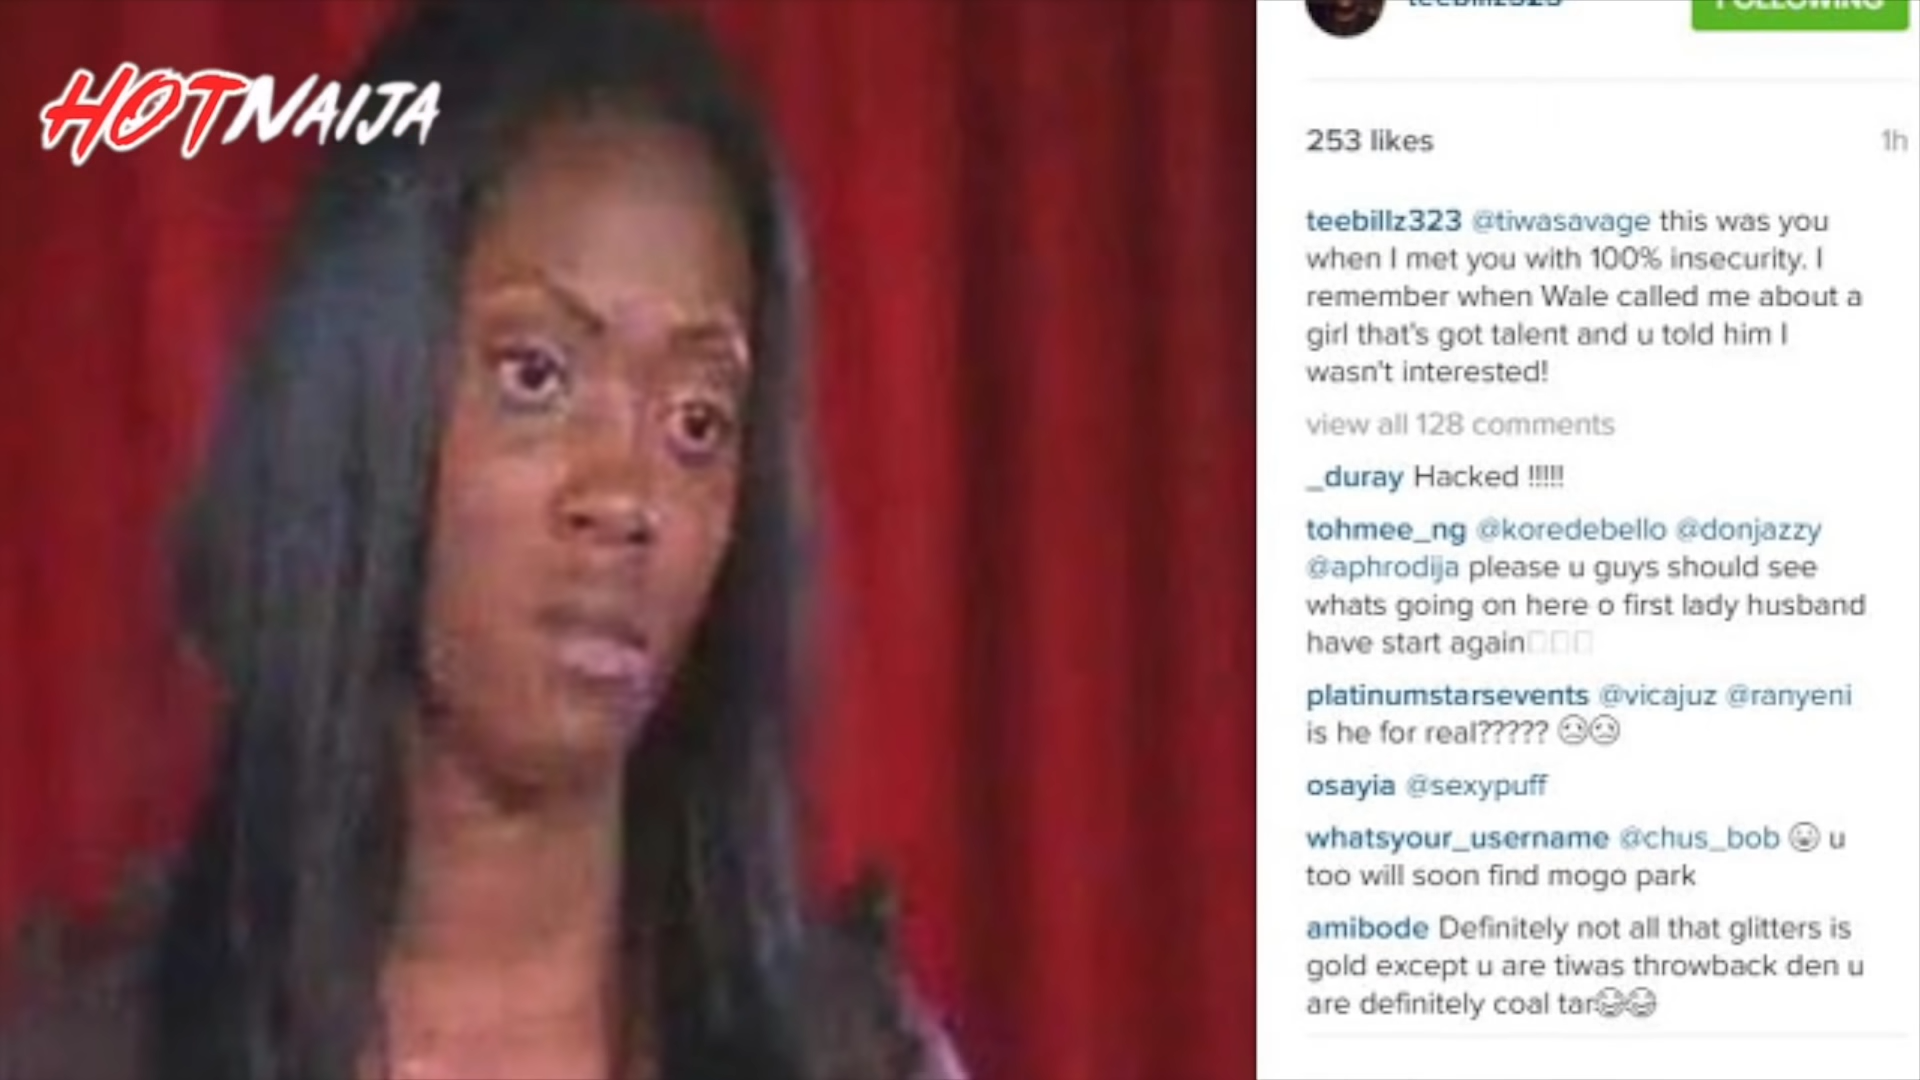 HOTNAIJA
teebillz323
FOLLOWING
253 likes
1h
teebillz323 @tiwasavage this was you
when I met you with 100% insecurity. I
remember when Wale called me about a
girl that's got talent and u told him I
wasn't interested!
view all 128 comments
_duray Hacked !!!!!
tohmee_ng @koredebello @donjazzy
@aphrodija please u guys should see
whats going on here o first lady husband
have start again
platinumstarsevents @vicajuz @ranyeni
is he for real?????
osayia @sexypuff
whatsyour_username @chus_bob u
too will soon find mogo park
amibode Definitely not all that glitters is
gold except u are tiwas throwback den u
are definitely coal tar